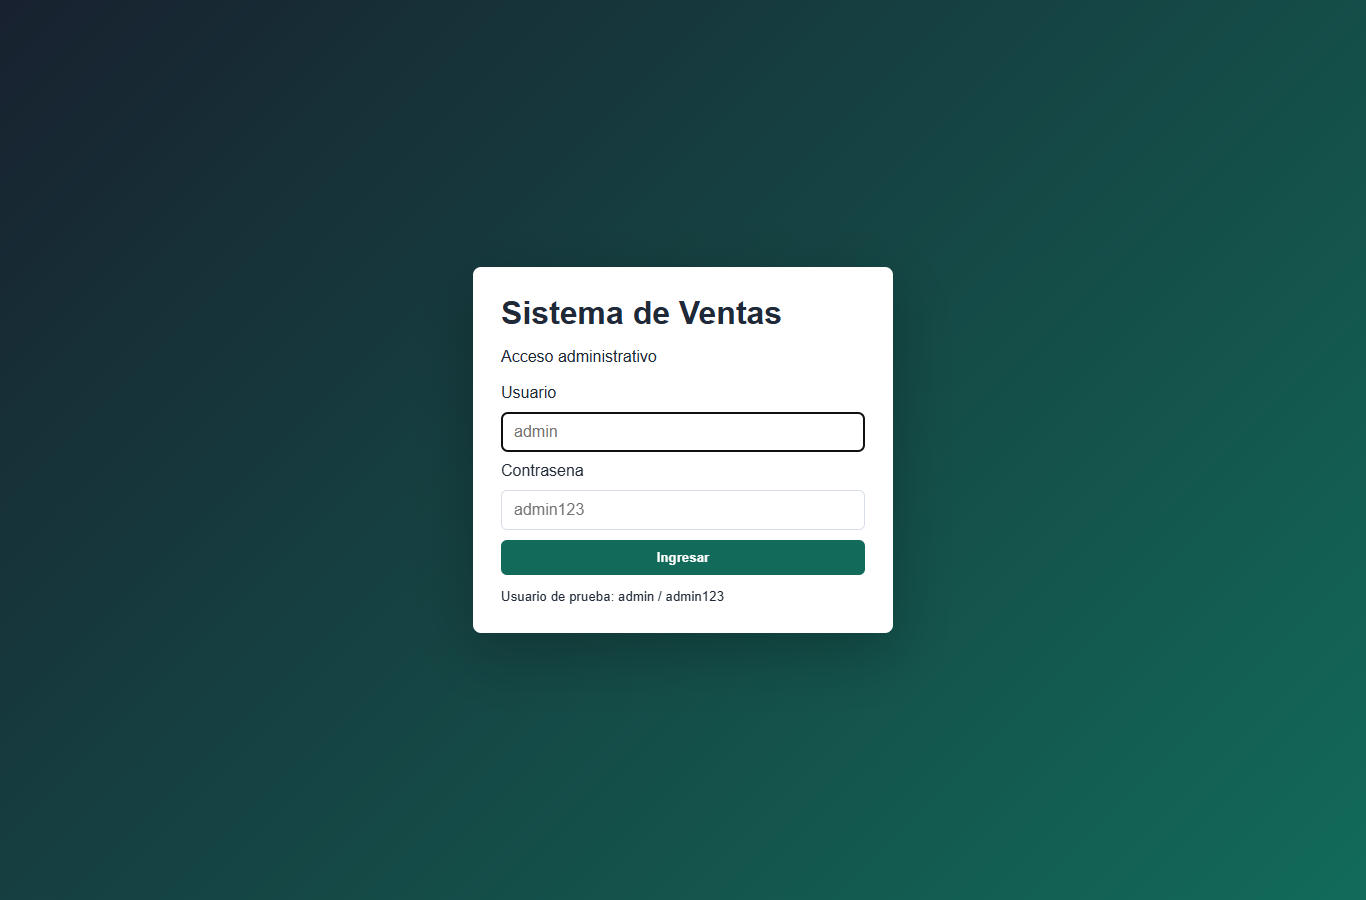 Sistema de Ventas
Acceso administrativo
Usuario
admin
Contrasena
admin123
Ingresar
Usuario de prueba: admin / admin123